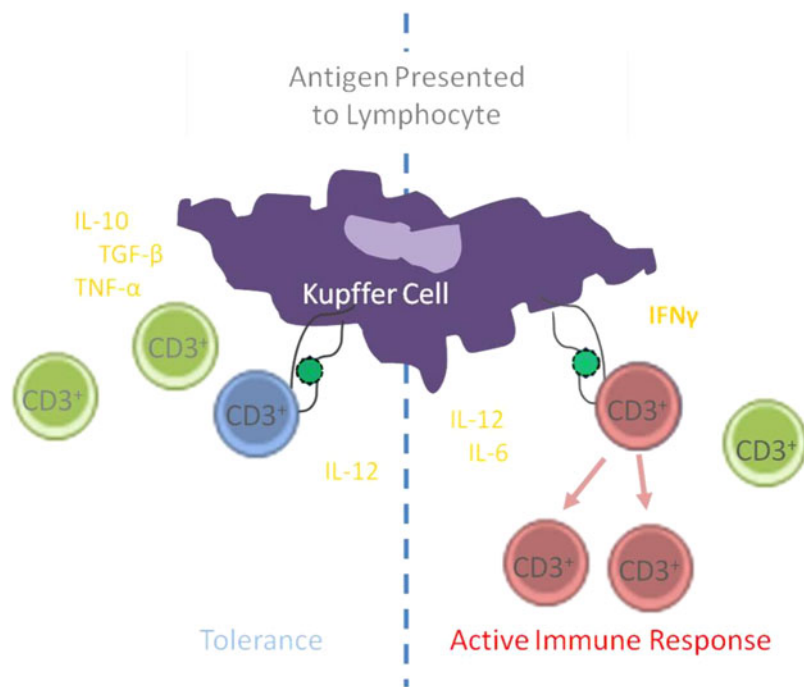 Antigen Presented
to Lymphocyte
IL-10
TGF-β
TNF-α
Kupffer Cell
IFNγ
CD3⁺
CD3⁺
CD3⁺
CD3⁺
CD3⁺
IL-12
IL-6
IL-12
CD3⁺
CD3⁺
Tolerance
Active Immune Response